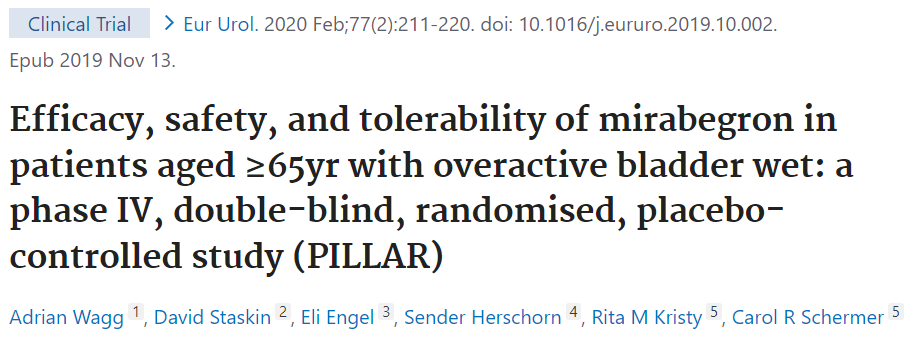 Clinical Trial > Eur Urol. 2020 Feb;77(2):211-220. doi: 10.1016/j.eururo.2019.10.002.
Epub 2019 Nov 13.
Efficacy, safety, and tolerability of mirabegron in
patients aged ≥65yr with overactive bladder wet: a
phase IV, double-blind, randomised, placebo-
controlled study (PILLAR)
Adrian Wagg 1, David Staskin 2, Eli Engel 3, Sender Herschorn 4, Rita M Kristy 5, Carol R Schermer 5